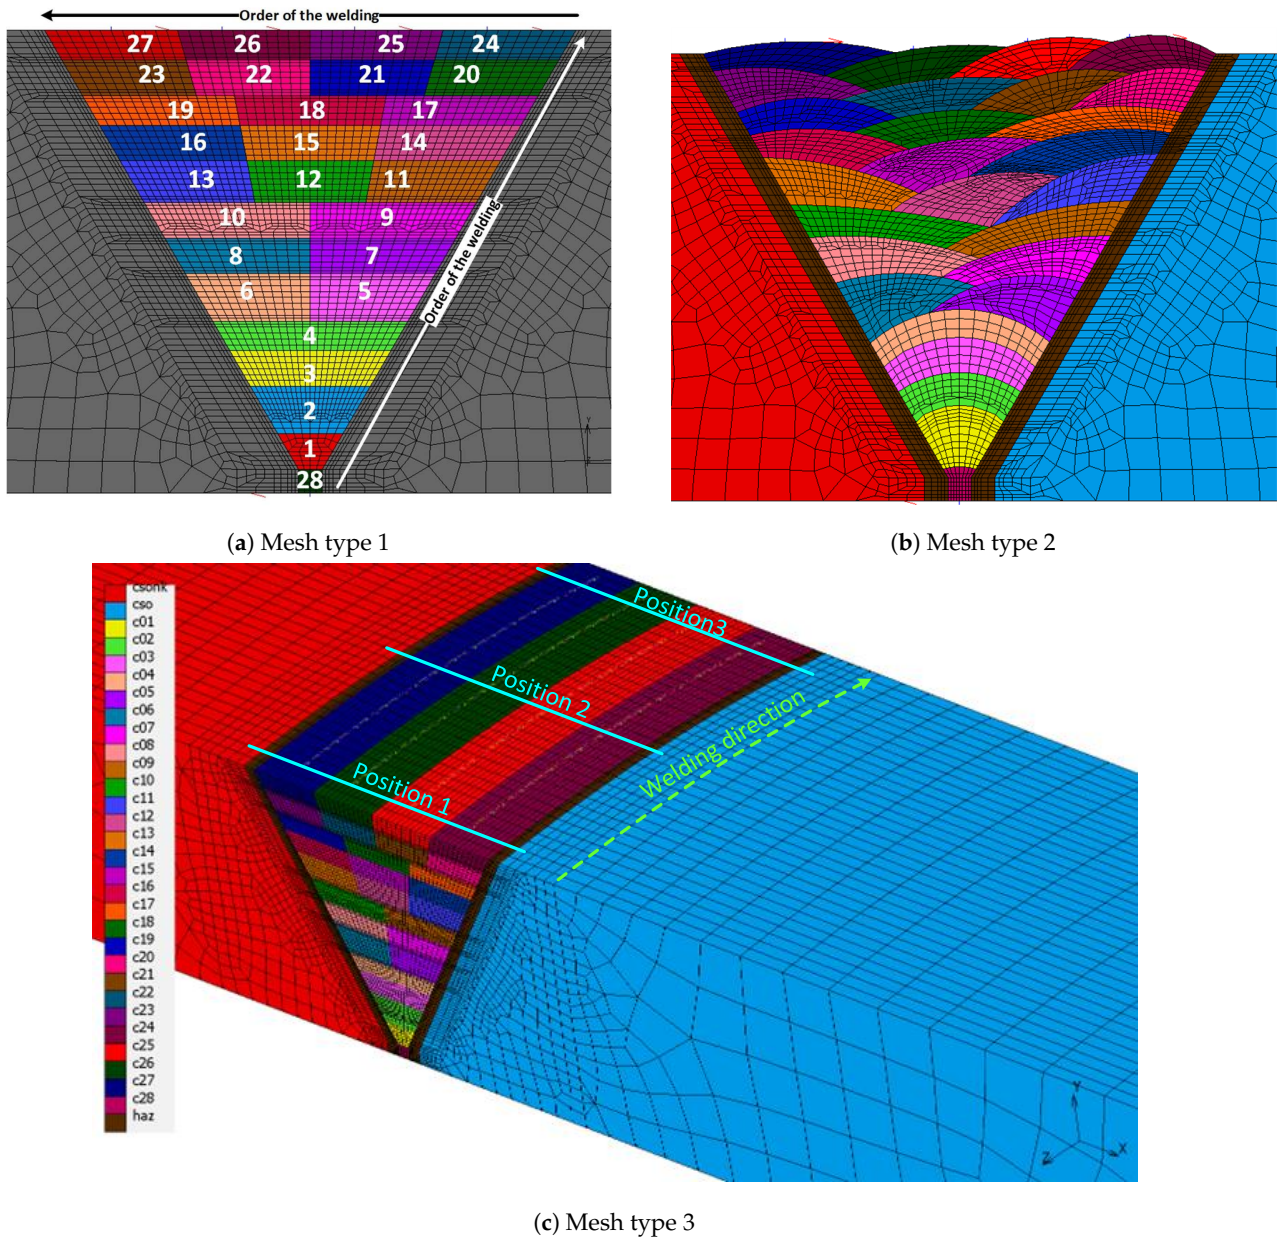 Order of the welding
27 26 25 24
23 22 21 20
19 18 17
16 15 14
13 12 11
10 9
8 7
6 5
4
3
2
1
28
Order of the welding
Y
(a) Mesh type 1
(b) Mesh type 2
csonk
cso
c01
c02
c03
c04
c05
c06
c07
c08
c09
c10
c11
c12
c13
c14
c15
c16
c17
c18
c19
c20
c21
c22
c23
c24
c25
c26
c27
c28
haz
Position3
Position 2
Position 1
Welding direction
Y
Z
X
(c) Mesh type 3